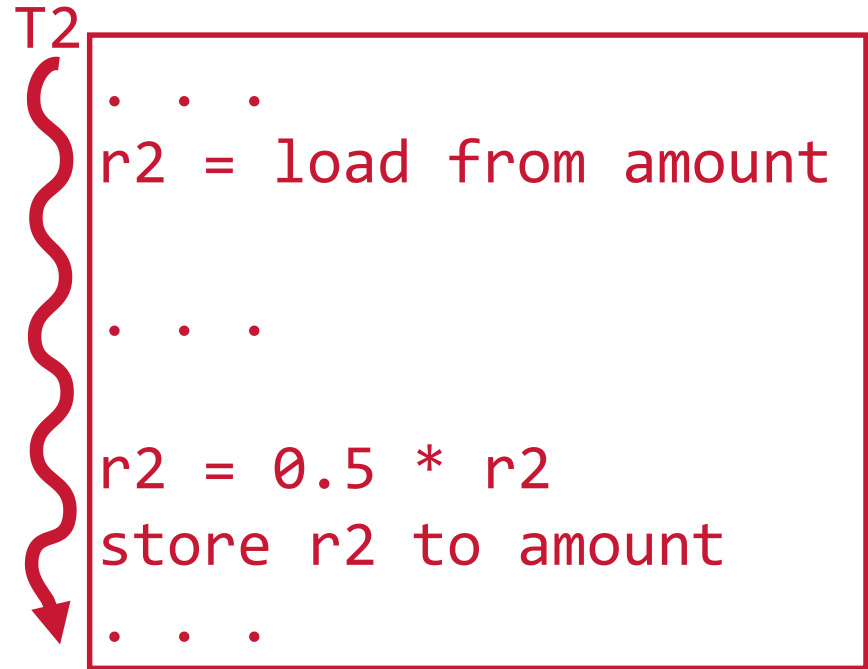 T2
. . .
r2 = load from amount
. . .
r2 = 0.5 * r2
store r2 to amount
. . .